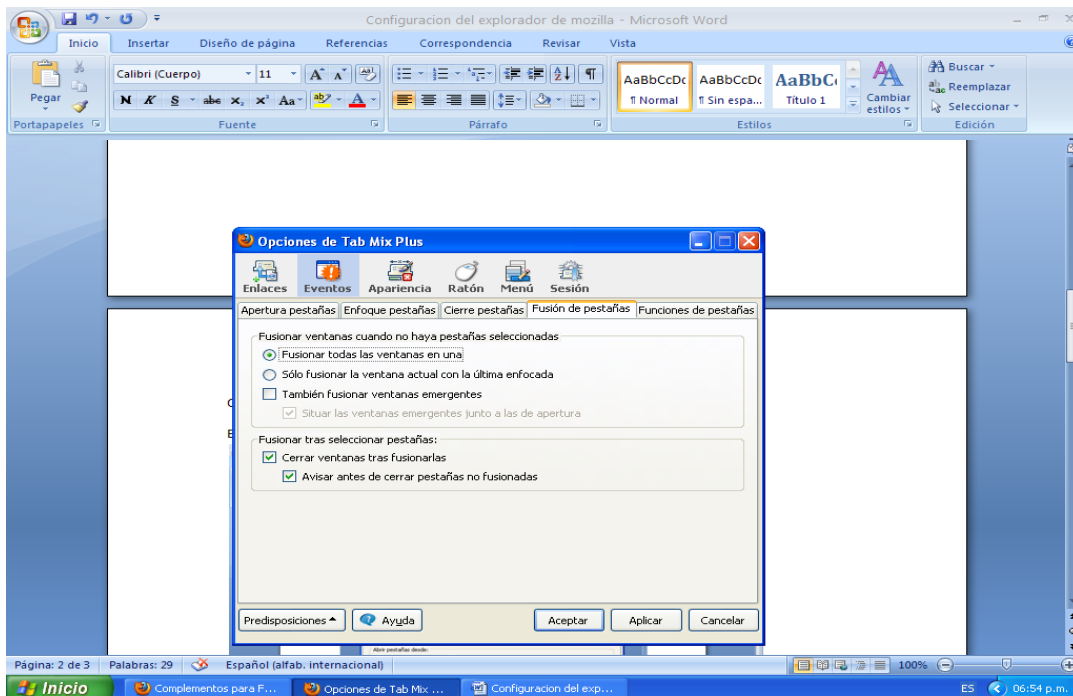 Configuracion del explorador de mozilla - Microsoft Word
Inicio Insertar Diseño de página Referencias Correspondencia Revisar Vista
Pegar
Calibri (Cuerpo) 11
N K S abc x₂ x² Aa
AaBbCcDc AaBbCcDc AaBbC
¶ Normal ¶ Sin espa... Título 1
Cambiar estilos
Buscar
Reemplazar
Seleccionar
Portapapeles Fuente Párrafo Estilos Edición
Opciones de Tab Mix Plus
Enlaces Eventos Apariencia Ratón Menú Sesión
Apertura pestañas Enfoque pestañas Cierre pestañas Fusión de pestañas Funciones de pestañas
Fusionar ventanas cuando no haya pestañas seleccionadas
Fusionar todas las ventanas en una
Sólo fusionar la ventana actual con la última enfocada
También fusionar ventanas emergentes
Situar las ventanas emergentes junto a las de apertura
Fusionar tras seleccionar pestañas:
Cerrar ventanas tras fusionarlas
Avisar antes de cerrar pestañas no fusionadas
Predisposiciones Ayuda Aceptar Aplicar Cancelar
Abrir pestañas desde:
Página: 2 de 3 Palabras: 29 Español (alfab. internacional) 100%
Inicio Complementos para F... Opciones de Tab Mix ... Configuracion del exp... ES 06:54 p.m.